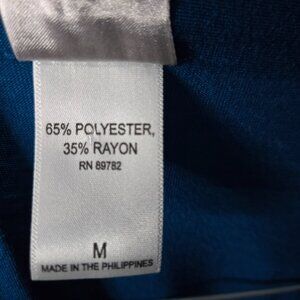 65% POLYESTER,
35% RAYON
RN 89782
M
MADE IN THE PHILIPPINES